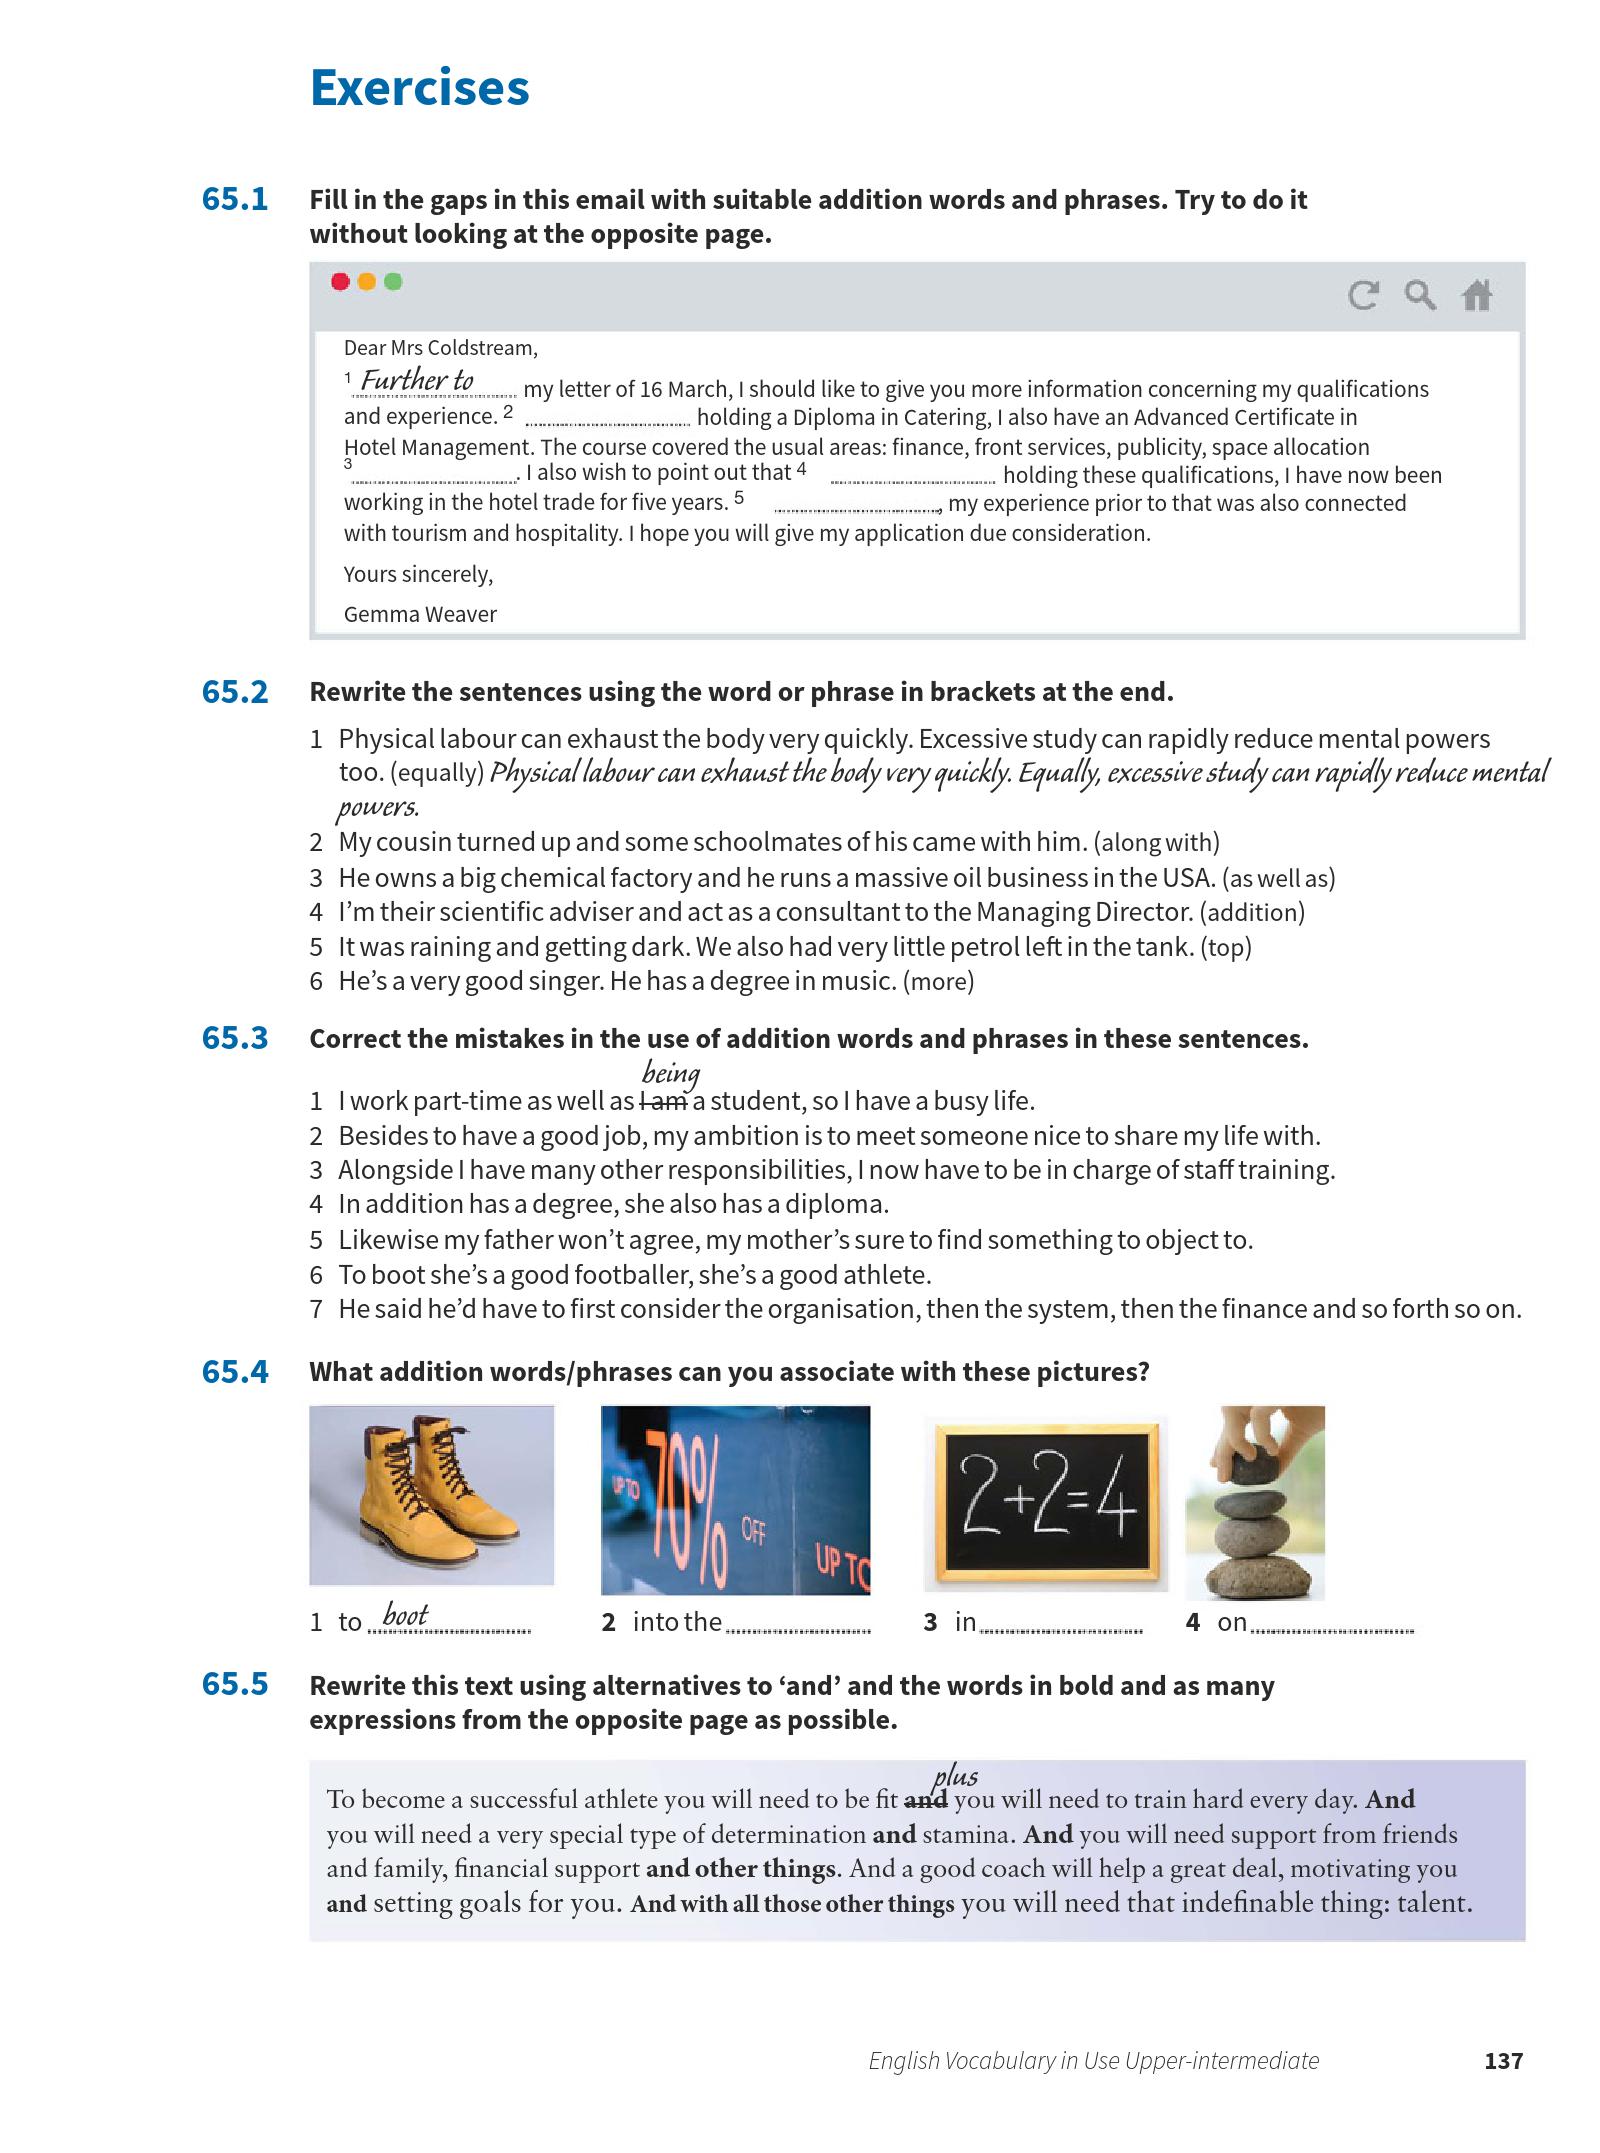 Exercises
65.1 Fill in the gaps in this email with suitable addition words and phrases. Try to do it
without looking at the opposite page.
Dear Mrs Coldstream,
1 Further to my letter of 16 March, I should like to give you more information concerning my qualifications
and experience. 2 holding a Diploma in Catering, I also have an Advanced Certificate in
Hotel Management. The course covered the usual areas: finance, front services, publicity, space allocation
3 . I also wish to point out that 4 holding these qualifications, I have now been
working in the hotel trade for five years. 5 , my experience prior to that was also connected
with tourism and hospitality. I hope you will give my application due consideration.
Yours sincerely,
Gemma Weaver
65.2 Rewrite the sentences using the word or phrase in brackets at the end.
1 Physical labour can exhaust the body very quickly. Excessive study can rapidly reduce mental powers
too. (equally) Physical labour can exhaust the body very quickly. Equally, excessive study can rapidly reduce mental
powers.
2 My cousin turned up and some schoolmates of his came with him. (along with)
3 He owns a big chemical factory and he runs a massive oil business in the USA. (as well as)
4 I'm their scientific adviser and act as a consultant to the Managing Director. (addition)
5 It was raining and getting dark. We also had very little petrol left in the tank. (top)
6 He's a very good singer. He has a degree in music. (more)
65.3 Correct the mistakes in the use of addition words and phrases in these sentences.
being
1 I work part-time as well as I am a student, so I have a busy life.
2 Besides to have a good job, my ambition is to meet someone nice to share my life with.
3 Alongside I have many other responsibilities, I now have to be in charge of staff training.
4 In addition has a degree, she also has a diploma.
5 Likewise my father won't agree, my mother's sure to find something to object to.
6 To boot she's a good footballer, she's a good athlete.
7 He said he'd have to first consider the organisation, then the system, then the finance and so forth so on.
65.4 What addition words/phrases can you associate with these pictures?
UP TO 70% OFF UP TO
2+2=4
1 to boot 2 into the 3 in 4 on
65.5 Rewrite this text using alternatives to ‘and’ and the words in bold and as many
expressions from the opposite page as possible.
plus
To become a successful athlete you will need to be fit and you will need to train hard every day. And
you will need a very special type of determination and stamina. And you will need support from friends
and family, financial support and other things. And a good coach will help a great deal, motivating you
and setting goals for you. And with all those other things you will need that indefinable thing: talent.
English Vocabulary in Use Upper-intermediate 137